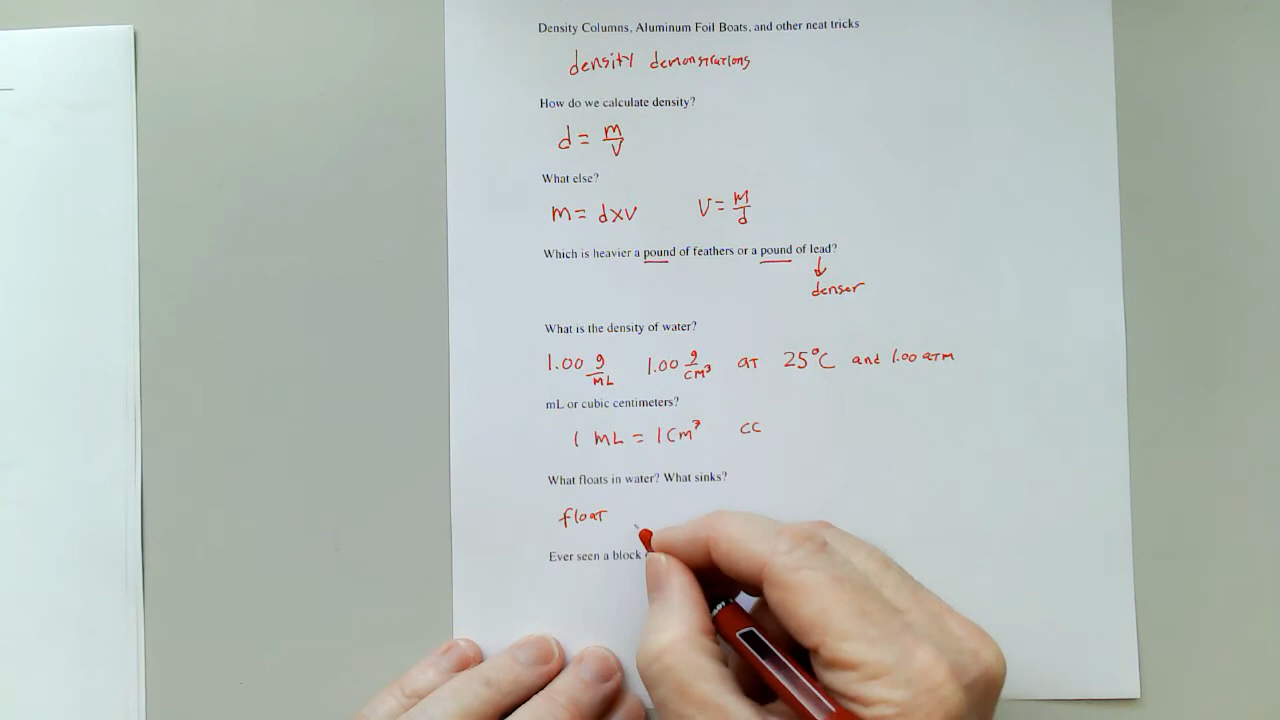 Density Columns, Aluminum Foil Boats, and other neat tricks
density demonstrations
How do we calculate density?
d = m/V
What else?
m = dxV V = m/d
Which is heavier a pound of feathers or a pound of lead?
denser
What is the density of water?
1.00 g/mL 1.00 g/cm³ at 25°C and 1.00 atm
mL or cubic centimeters?
1 mL = 1 cm³ cc
What floats in water? What sinks?
float
Ever seen a block